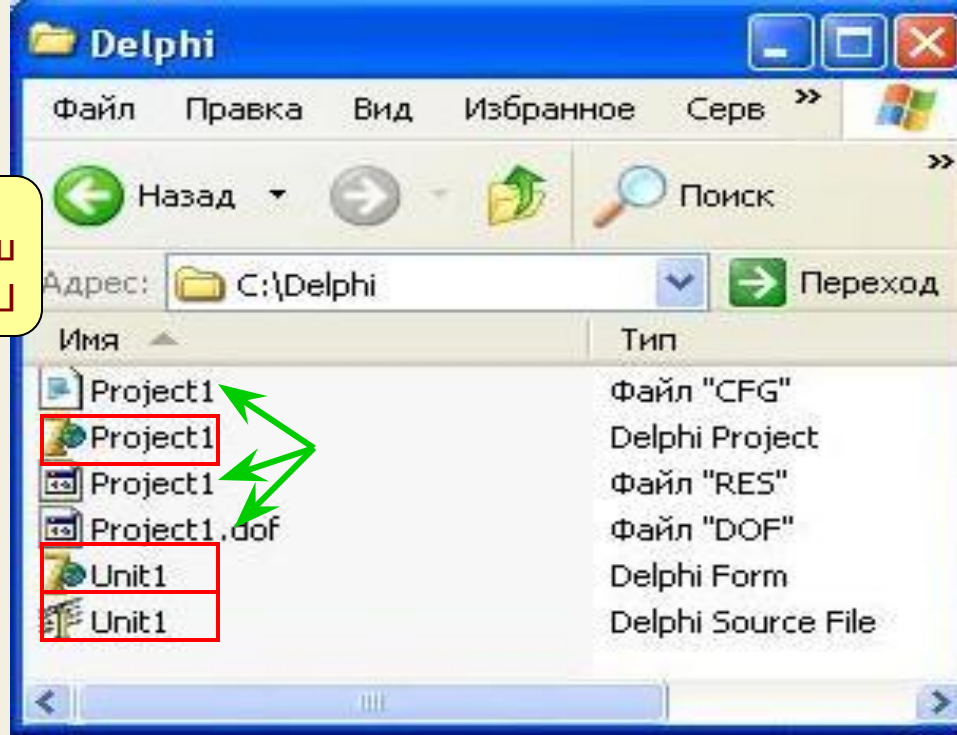 Delphi
Файл Правка Вид Избранное Серв »
Назад Поиск »
Адрес: C:\Delphi Переход
Имя Тип
Project1 Файл "CFG"
Project1 Delphi Project
Project1 Файл "RES"
Project1.dof Файл "DOF"
Unit1 Delphi Form
Unit1 Delphi Source File